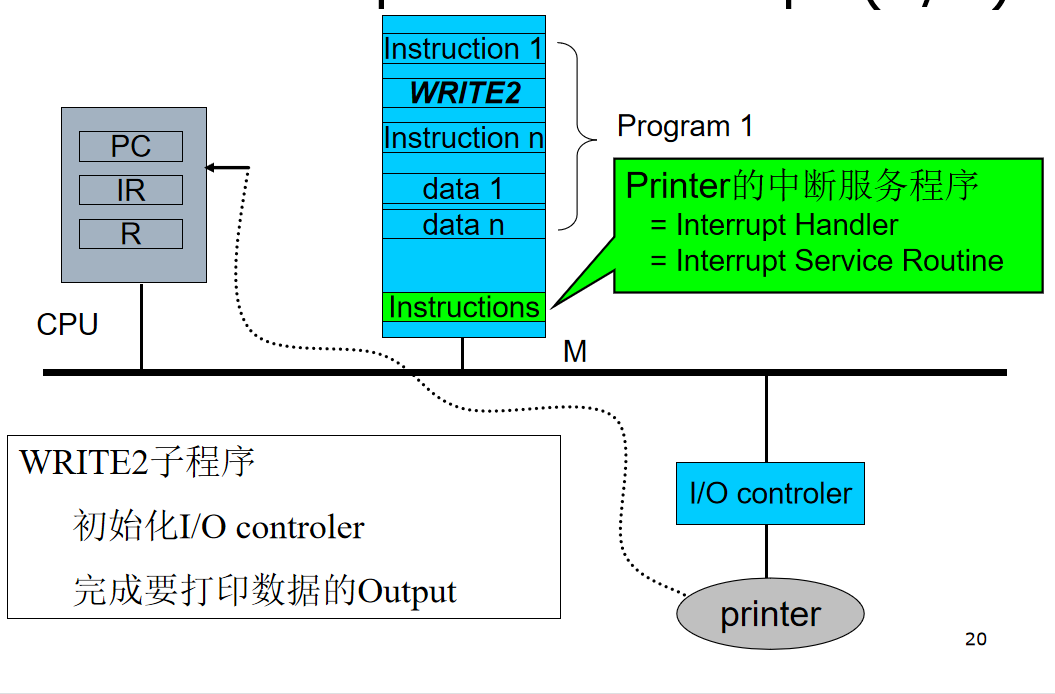 Instruction 1
WRITE2
Instruction n
data 1
data n
Instructions
Program 1
Printer的中断服务程序
= Interrupt Handler
= Interrupt Service Routine
PC
IR
R
CPU
M
WRITE2子程序
初始化I/O controler
完成要打印数据的Output
I/O controler
printer
20